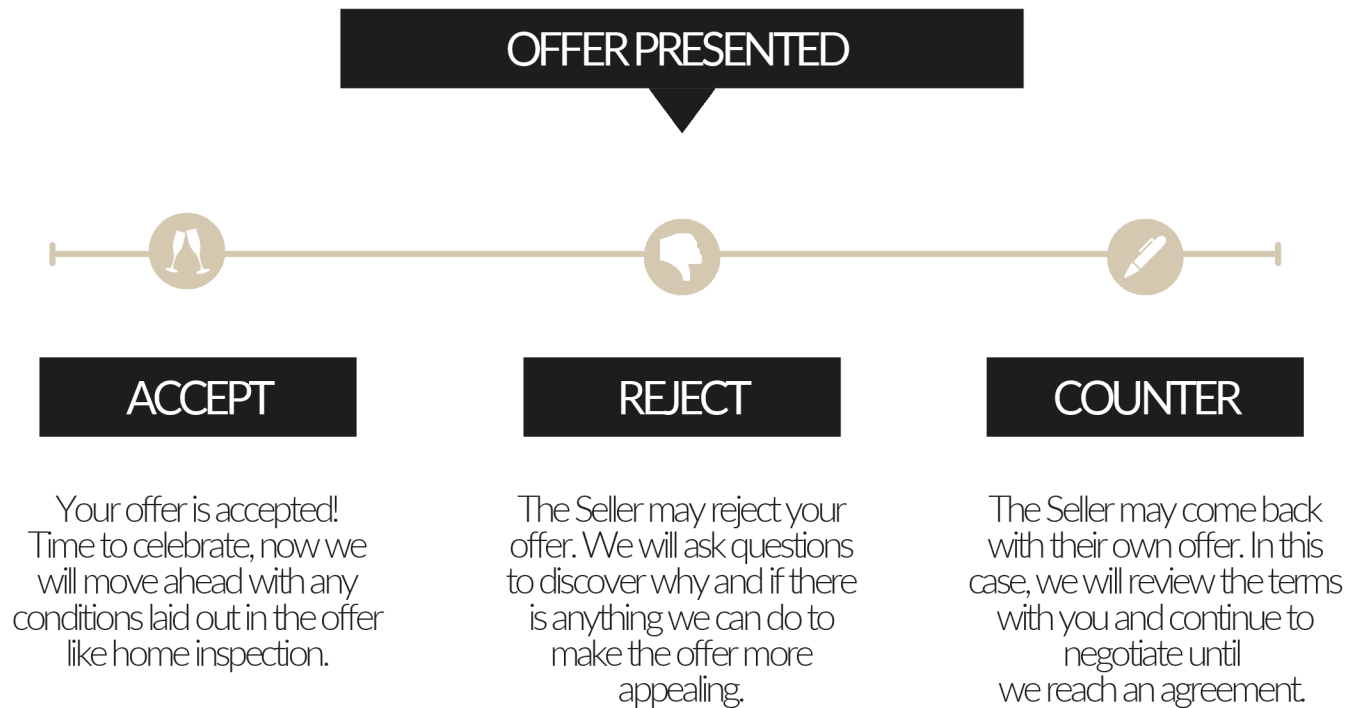 OFFER PRESENTED
ACCEPT
Your offer is accepted!
Time to celebrate, now we
will move ahead with any
conditions laid out in the offer
like home inspection.
REJECT
The Seller may reject your
offer. We will ask questions
to discover why and if there
is anything we can do to
make the offer more
appealing.
COUNTER
The Seller may come back
with their own offer. In this
case, we will review the terms
with you and continue to
negotiate until
we reach an agreement.